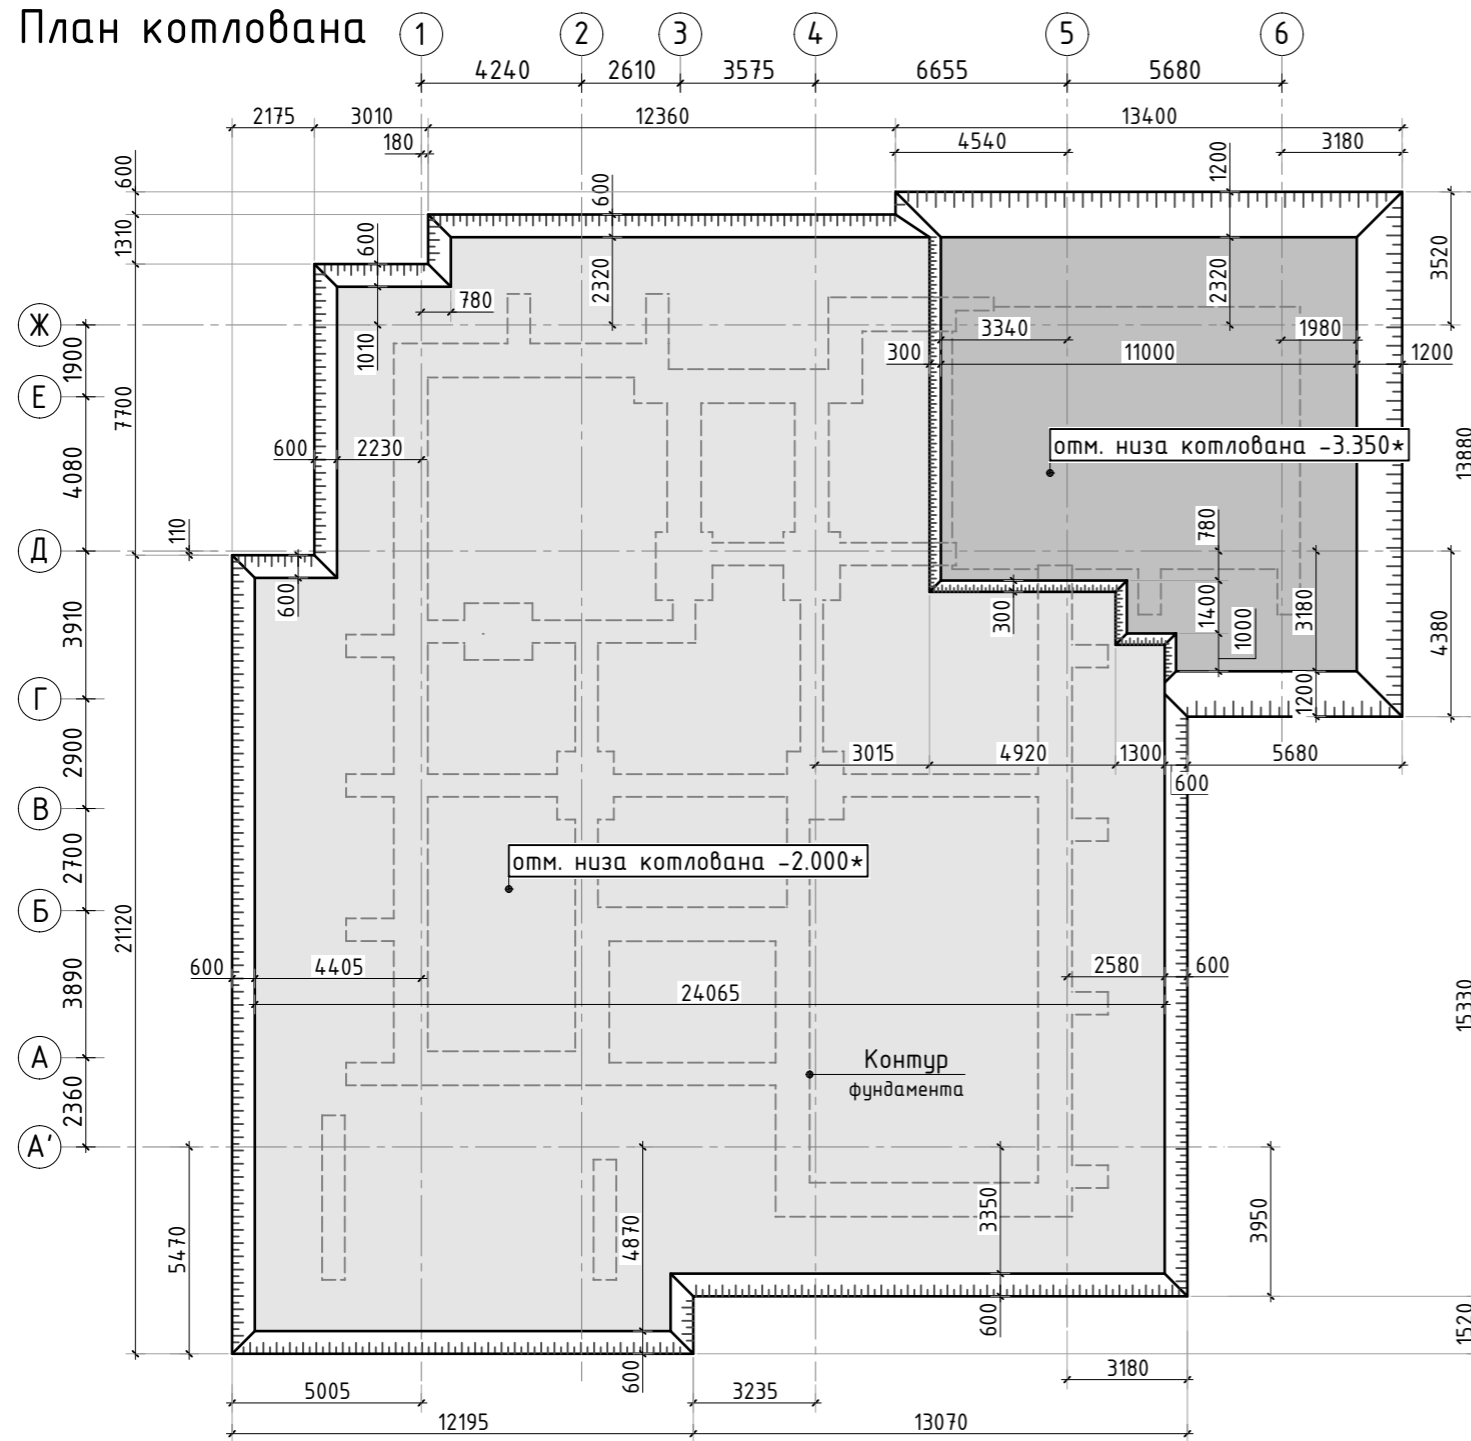 План котлована
1 2 3 4 5 6
4240 2610 3575 6655 5680
2175 3010 12360 13400
180 4540 3180
600 600 1200
1310 600 3520
2320 2320
780
Ж
1010 3340 1980
1900 300 11000 1200
Е
7700
отм. низа котлована -3.350*
600 2230
4080 13880
110 780
Д
600 300 1400 1000 3180 4380
3910
Г
1200
2900 3015 4920 1300 5680
600
В
2700
отм. низа котлована -2.000*
Б
21120
600 4405 2580 600
3890 24065 15330
А
Контур
фундамента
2360
А'
5470 4870 3350 3950
600 1520
600
5005 3235 3180
12195 13070